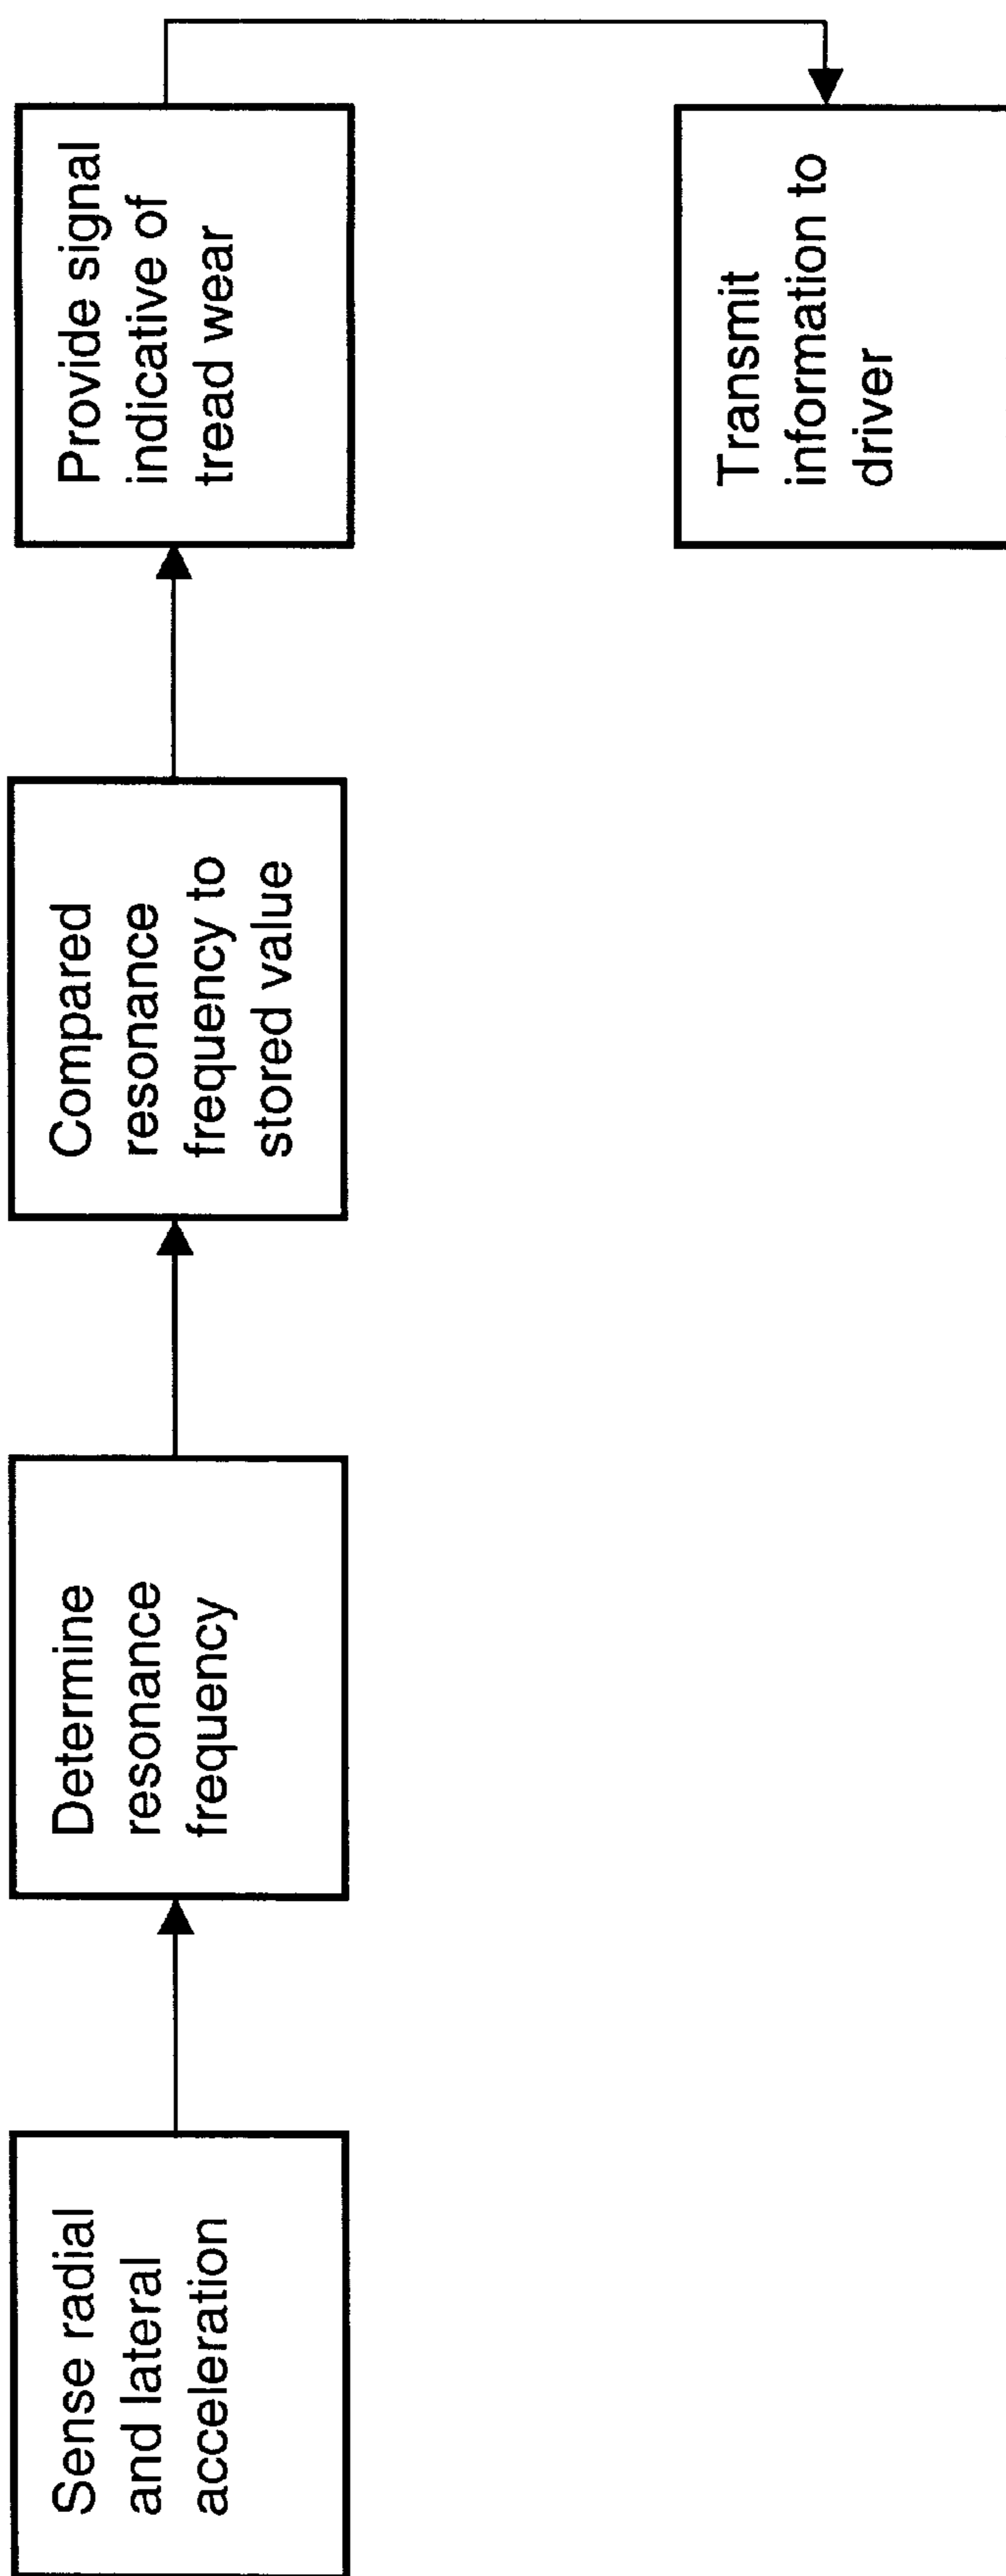 Sense radial
and lateral
acceleration
Determine
resonance
frequency
Compared
resonance
frequency to
stored value
Provide signal
indicative of
tread wear
Transmit
information to
driver